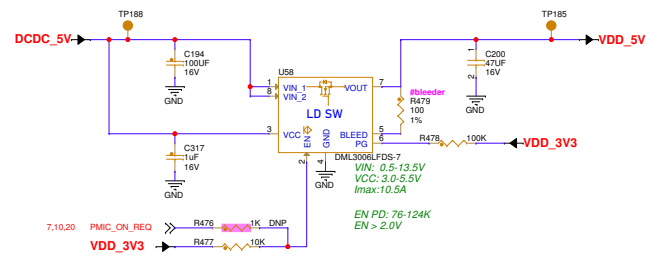 TP188
TP185
DCDC_5V
VDD_5V
C194
100UF
16V
GND
U58
1
VIN_1
8
VIN_2
VOUT
7
LD SW
3
VCC
EN
GND
BLEED
5
PG
6
2
4
DML3006LFDS-7
GND
#bleeder
R479
100
1%
1
C200
47UF
16V
2
GND
R478
100K
VDD_3V3
C317
1uF
16V
GND
VIN: 0.5-13.5V
VCC: 3.0-5.5V
Imax:10.5A
EN PD: 76-124K
EN > 2.0V
7,10,20 PMIC_ON_REQ
R476
1K
DNP
VDD_3V3
R477
10K